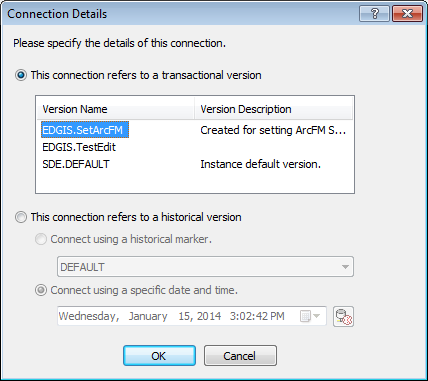 Connection Details
Please specify the details of this connection.
This connection refers to a transactional version
Version Name Version Description
EDGIS.SetArcFM Created for setting ArcFM S...
EDGIS.TestEdit
SDE.DEFAULT Instance default version.
This connection refers to a historical version
Connect using a historical marker.
DEFAULT
Connect using a specific date and time.
Wednesday, January 15, 2014 3:02:42 PM
OK Cancel